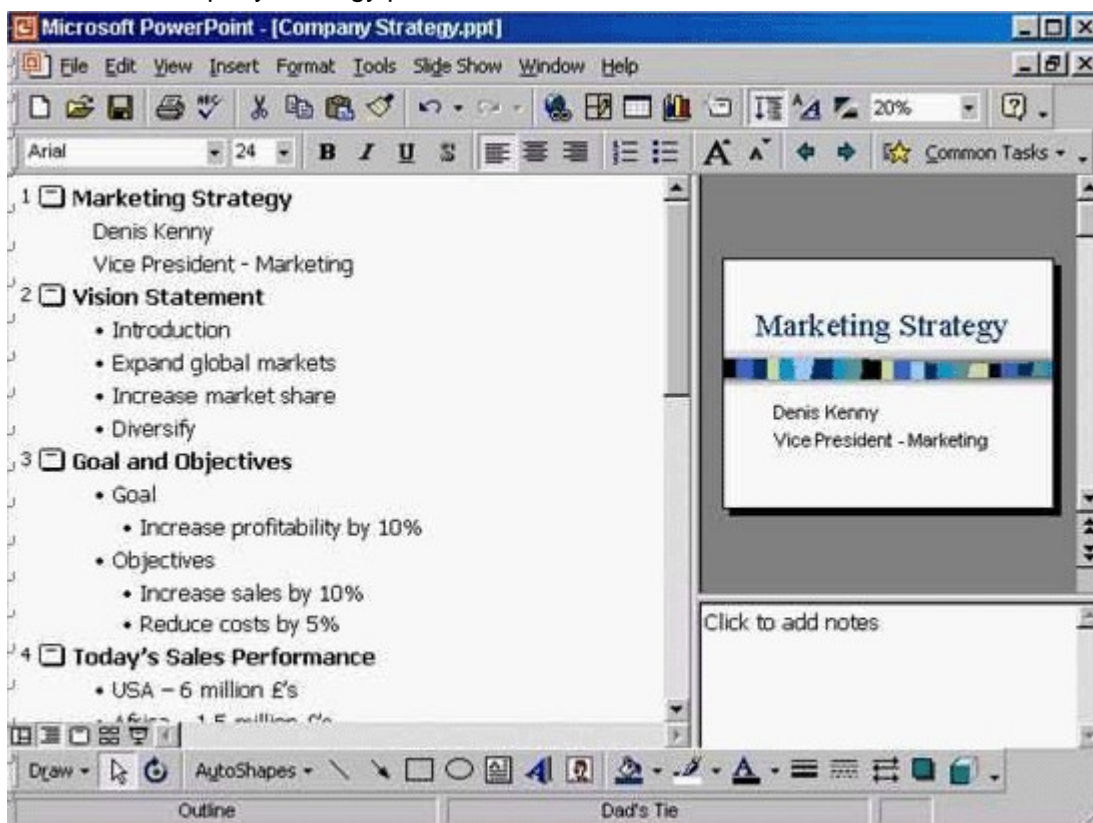 Microsoft PowerPoint - [Company Strategy.ppt]
File Edit View Insert Format Tools Slide Show Window Help
20%
Arial 24 B I U S Common Tasks
1 Marketing Strategy
Denis Kenny
Vice President - Marketing
2 Vision Statement
• Introduction
• Expand global markets
• Increase market share
• Diversify
3 Goal and Objectives
• Goal
• Increase profitability by 10%
• Objectives
• Increase sales by 10%
• Reduce costs by 5%
4 Today's Sales Performance
• USA – 6 million £'s
Marketing Strategy
Denis Kenny
Vice President - Marketing
Click to add notes
Draw AutoShapes
Outline Dad's Tie